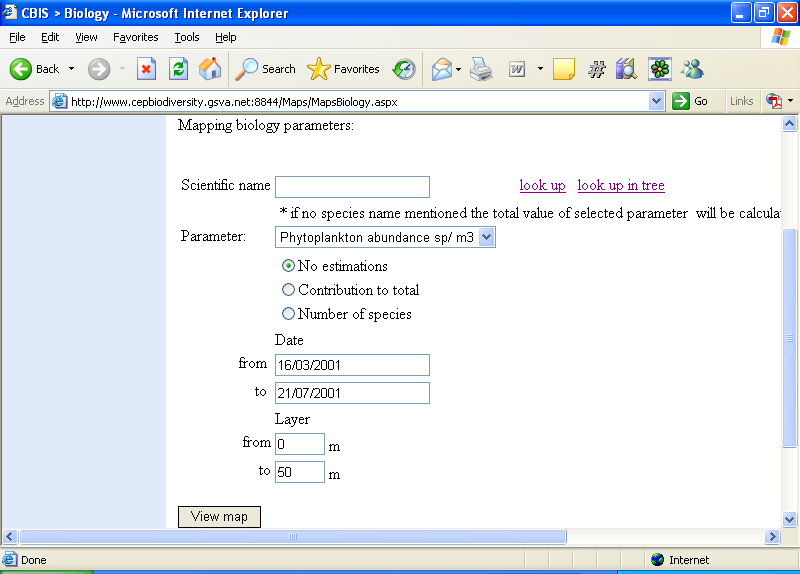 CBIS > Biology - Microsoft Internet Explorer
File Edit View Favorites Tools Help
Back Search Favorites
Address http://www.cepbiodiversity.gsva.net:8844/Maps/MapsBiology.aspx Go Links
Mapping biology parameters:
Scientific name look up look up in tree
* if no species name mentioned the total value of selected parameter will be calcula
Parameter: Phytoplankton abundance sp/ m3
No estimations
Contribution to total
Number of species
Date
from 16/03/2001
to 21/07/2001
Layer
from 0 m
to 50 m
View map
Done Internet